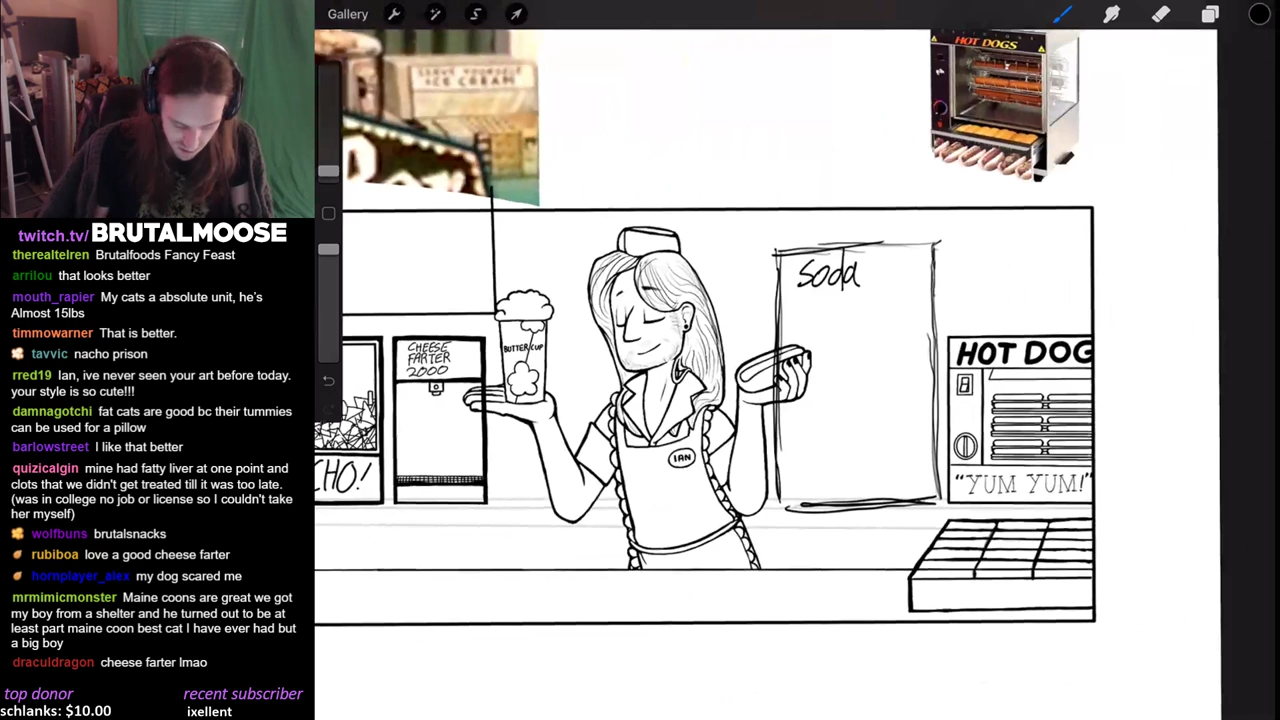 Gallery
SERVE YOURSELF
ICE CREAM
HOT DOGS
twitch.tv/BRUTALMOOSE
therealtelren Brutalfoods Fancy Feast
arrilou that looks better
mouth_rapier My cats a absolute unit, he's
Almost 15lbs
timmowarner That is better.
tavvic nacho prison
rred19 Ian, ive never seen your art before today.
your style is so cute!!!
damnagotchi fat cats are good bc their tummies
can be used for a pillow
barlowstreet I like that better
quizicalgin mine had fatty liver at one point and
clots that we didn't get treated till it was too late.
(was in college no job or license so I couldn't take
her myself)
wolfbuns brutalsnacks
rubiboa love a good cheese farter
hornplayer_alex my dog scared me
mrmimicmonster Maine coons are great we got
my boy from a shelter and he turned out to be at
least part maine coon best cat I have ever had but
a big boy
draculdragon cheese farter lmao
top donor
schlanks: $10.00
recent subscriber
ixellent
CHO!
CHEESE
FARTER
2000
BUTTER CUP
IAN
soda
HOT DOG
"YUM YUM!"